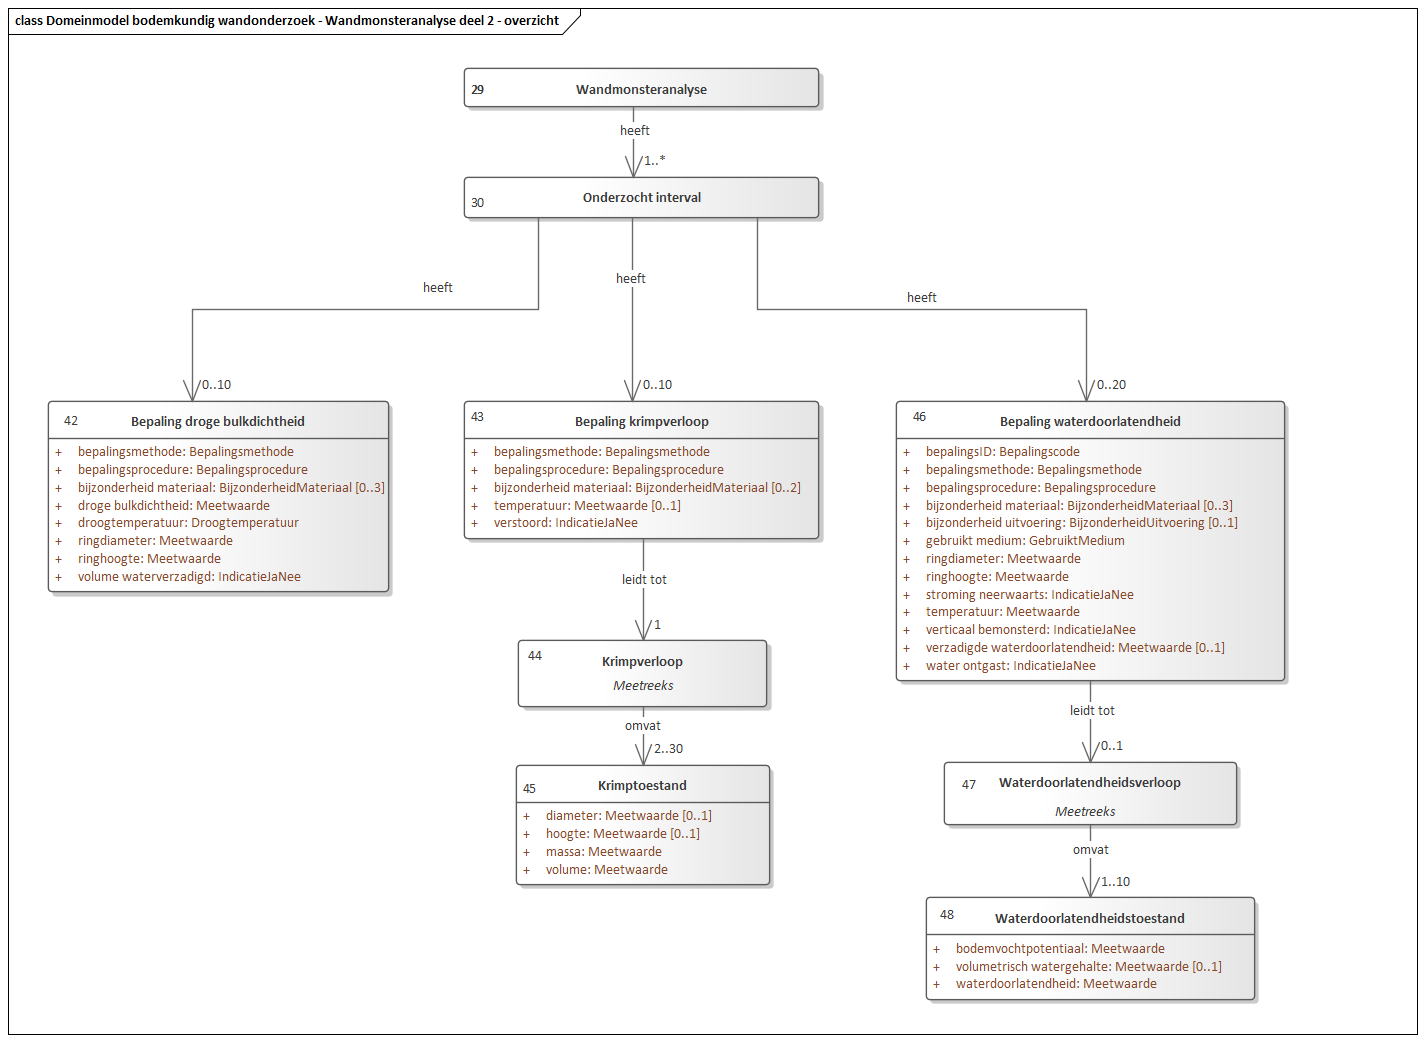 class Domeinmodel bodemkundig wandonderzoek - Wandmonsteranalyse deel 2 - overzicht
29
Wandmonsteranalyse
heeft
1..*
30
Onderzocht interval
heeft
heeft
heeft
0..10
0..10
0..20
42
Bepaling droge bulkdichtheid
+ bepalingsmethode: Bepalingsmethode
+ bepalingsprocedure: Bepalingsprocedure
+ bijzonderheid materiaal: BijzonderheidMateriaal [0..3]
+ droge bulkdichtheid: Meetwaarde
+ droogtemperatuur: Droogtemperatuur
+ ringdiameter: Meetwaarde
+ ringhoogte: Meetwaarde
+ volume waterverzadigd: IndicatieJaNee
43
Bepaling krimpverloop
+ bepalingsmethode: Bepalingsmethode
+ bepalingsprocedure: Bepalingsprocedure
+ bijzonderheid materiaal: BijzonderheidMateriaal [0..2]
+ temperatuur: Meetwaarde [0..1]
+ verstoord: IndicatieJaNee
leidt tot
1
44
Krimpverloop
Meetreeks
omvat
2..30
45
Krimptoestand
+ diameter: Meetwaarde [0..1]
+ hoogte: Meetwaarde [0..1]
+ massa: Meetwaarde
+ volume: Meetwaarde
46
Bepaling waterdoorlatendheid
+ bepalingsID: Bepalingscode
+ bepalingsmethode: Bepalingsmethode
+ bepalingsprocedure: Bepalingsprocedure
+ bijzonderheid materiaal: BijzonderheidMateriaal [0..3]
+ bijzonderheid uitvoering: BijzonderheidUitvoering [0..1]
+ gebruikt medium: GebruiktMedium
+ ringdiameter: Meetwaarde
+ ringhoogte: Meetwaarde
+ stroming neerwaarts: IndicatieJaNee
+ temperatuur: Meetwaarde
+ verticaal bemonsterd: IndicatieJaNee
+ verzadigde waterdoorlatendheid: Meetwaarde [0..1]
+ water ontgast: IndicatieJaNee
leidt tot
0..1
47
Waterdoorlatendheidsverloop
Meetreeks
omvat
1..10
48
Waterdoorlatendheidstoestand
+ bodemvochtpotentiaal: Meetwaarde
+ volumetrisch watergehalte: Meetwaarde [0..1]
+ waterdoorlatendheid: Meetwaarde